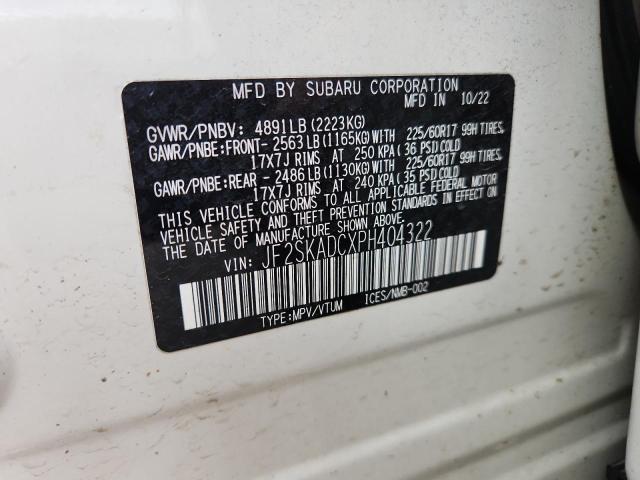 MFD BY SUBARU CORPORATION
MFD IN 10/22
GVWR/PNBV: 4891LB (2223KG)
GAWR/PNBE:FRONT- 2563LB(1165KG) WITH 225/60R17 99H TIRES,
17X7J RIMS AT 250 KPA(36 PSI)COLD
GAWR/PNBE:REAR - 2486LB(1130KG) WITH 225/60R17 99H TIRES,
17X7J RIMS AT 240 KPA(35 PSI)COLD
THIS VEHICLE CONFORMS TO ALL APPLICABLE FEDERAL MOTOR
VEHICLE SAFETY AND BUMPER/THEFT PREVENTION STANDARDS IN EFFECT ON
THE DATE OF MANUFACTURE SHOWN ABOVE.
VIN: JF2SKADCXPH404322
TYPE:MPV/VTUM ICES/NMB-002